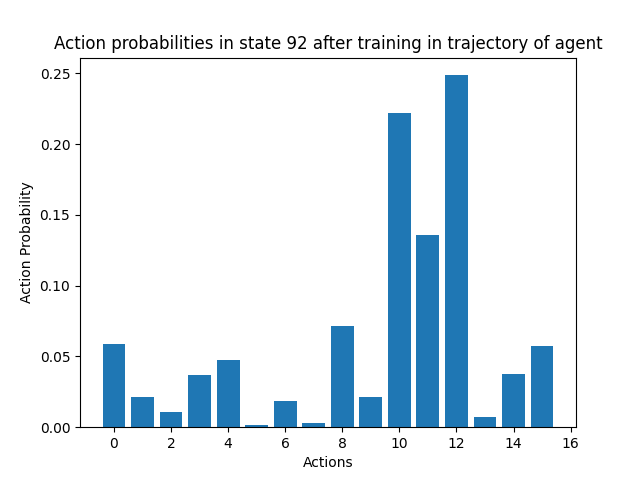 Action probabilities in state 92 after training in trajectory of agent
0.25
0.20
0.15
0.10
0.05
0.00
Action Probability
0 2 4 6 8 10 12 14 16
Actions